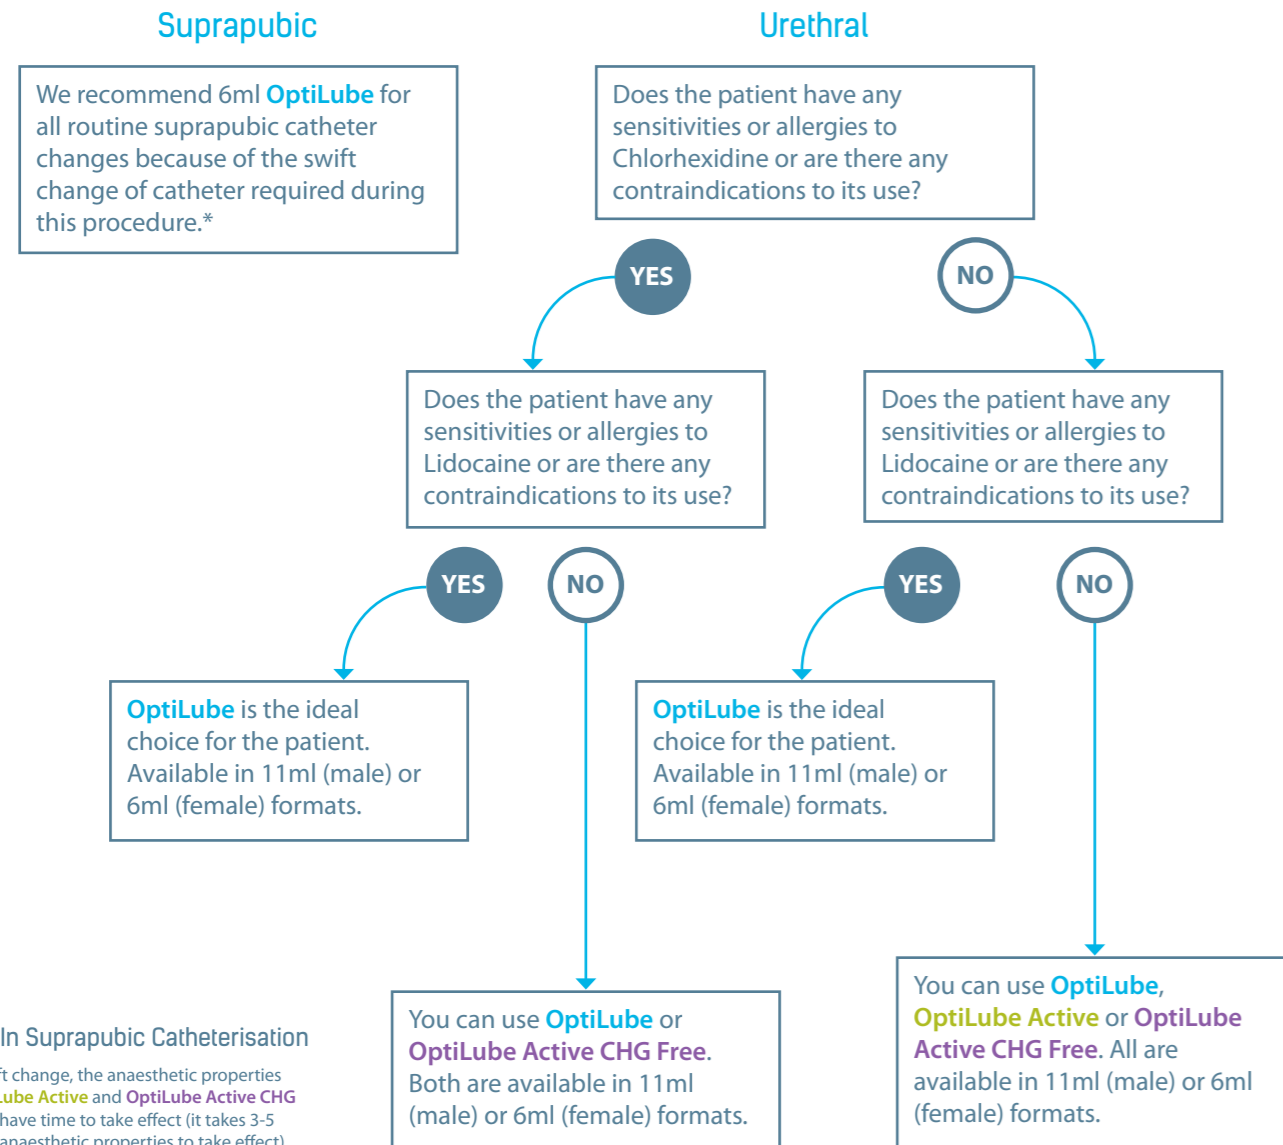 Suprapubic
Urethral
We recommend 6ml OptiLube for
all routine suprapubic catheter
changes because of the swift
change of catheter required during
this procedure.*
Does the patient have any
sensitivities or allergies to
Chlorhexidine or are there any
contraindications to its use?
YES
NO
Does the patient have any
sensitivities or allergies to
Lidocaine or are there any
contraindications to its use?
Does the patient have any
sensitivities or allergies to
Lidocaine or are there any
contraindications to its use?
YES
NO
YES
NO
OptiLube is the ideal
choice for the patient.
Available in 11ml (male) or
6ml (female) formats.
OptiLube is the ideal
choice for the patient.
Available in 11ml (male) or
6ml (female) formats.
You can use OptiLube or
OptiLube Active CHG Free.
Both are available in 11ml
(male) or 6ml (female) formats.
You can use OptiLube,
OptiLube Active or OptiLube
Active CHG Free. All are
available in 11ml (male) or 6ml
(female) formats.
In Suprapubic Catheterisation
change, the anaesthetic properties
Active and OptiLube Active CHG
have time to take effect (it takes 3-5
anaesthetic properties to take effect)